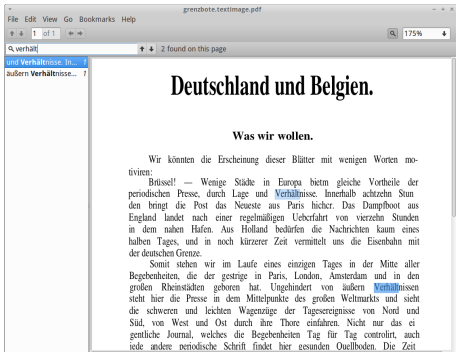 grenzbote.textimage.pdf
File Edit View Go Bookmarks Help
1 of 1 175%
verhält 2 found on this page
und Verhältnisse. In... 1
äußern Verhältnisse... 1
Deutschland und Belgien.
Was wir wollen.
Wir könnten die Erscheinung dieser Blätter mit wenigen Worten mo-
tiviren:
Brüssel! — Wenige Städte in Europa bietm gleiche Vortheile der
periodischen Presse, durch Lage und Verhältnisse. Innerhalb achtzehn Stun
den bringt die Post das Neueste aus Paris hichcr. Das Dampfboot aus
England landet nach einer regelmäßigen Uebcrfahrt von vierzehn Stunden
in dem nahen Hafen. Aus Holland bedürfen die Nachrichten kaum eines
halben Tages, und in noch kürzerer Zeit vermittelt uns die Eisenbahn mit
der deutschen Grenze.
Somit stehen wir im Laufe eines einzigen Tages in der Mitte aller
Begebenheiten, die der gestrige in Paris, London, Amsterdam und in den
großen Rheinstädten geboren hat. Ungehindert von äußern Verhältnissen
steht hier die Presse in dem Mittelpunkte des großen Weltmarkts und sieht
die schweren und leichten Wagenzüge der Tagesereignisse von Nord und
Süd, von West und Ost durch ihre Thore einfahren. Nicht nur das ei
gentliche Journal, welches die Begebenheiten Tag für Tag controlirt, auch
iede andere periodische Schrift findet hier gesunden Ouellboden. Die Zeit